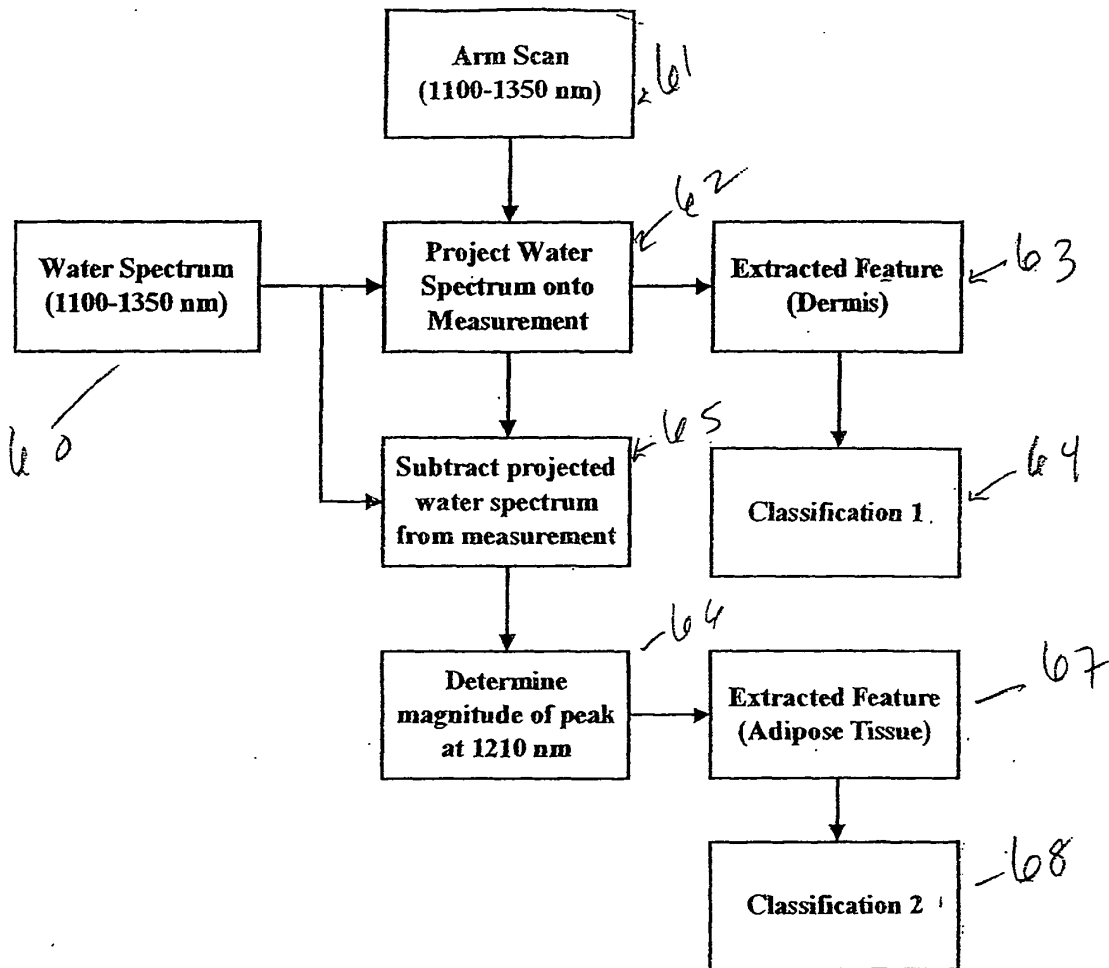 Arm Scan
(1100-1350 nm)
61
62
Water Spectrum
(1100-1350 nm)
60
Project Water
Spectrum onto
Measurement
Extracted Feature
(Dermis)
63
65
Subtract projected
water spectrum
from measurement
Classification 1
64
Determine
magnitude of peak
at 1210 nm
66
Extracted Feature
(Adipose Tissue)
67
Classification 2
68